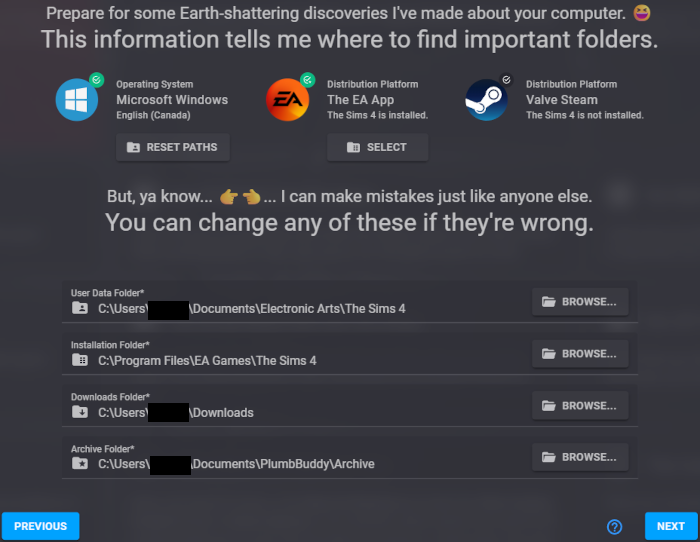 Prepare for some Earth-shattering discoveries I've made about your computer. 😆
This information tells me where to find important folders.
Operating System
Microsoft Windows
English (Canada)
RESET PATHS
EA
Distribution Platform
The EA App
The Sims 4 is installed.
SELECT
Distribution Platform
Valve Steam
The Sims 4 is not installed.
But, ya know... 👉👈... I can make mistakes just like anyone else.
You can change any of these if they're wrong.
User Data Folder*
C:\Users\ \Documents\Electronic Arts\The Sims 4
BROWSE...
Installation Folder*
C:\Program Files\EA Games\The Sims 4
BROWSE...
Downloads Folder*
C:\Users\ \Downloads
BROWSE...
Archive Folder*
C:\Users\ \Documents\PlumbBuddy\Archive
BROWSE...
PREVIOUS
?
NEXT